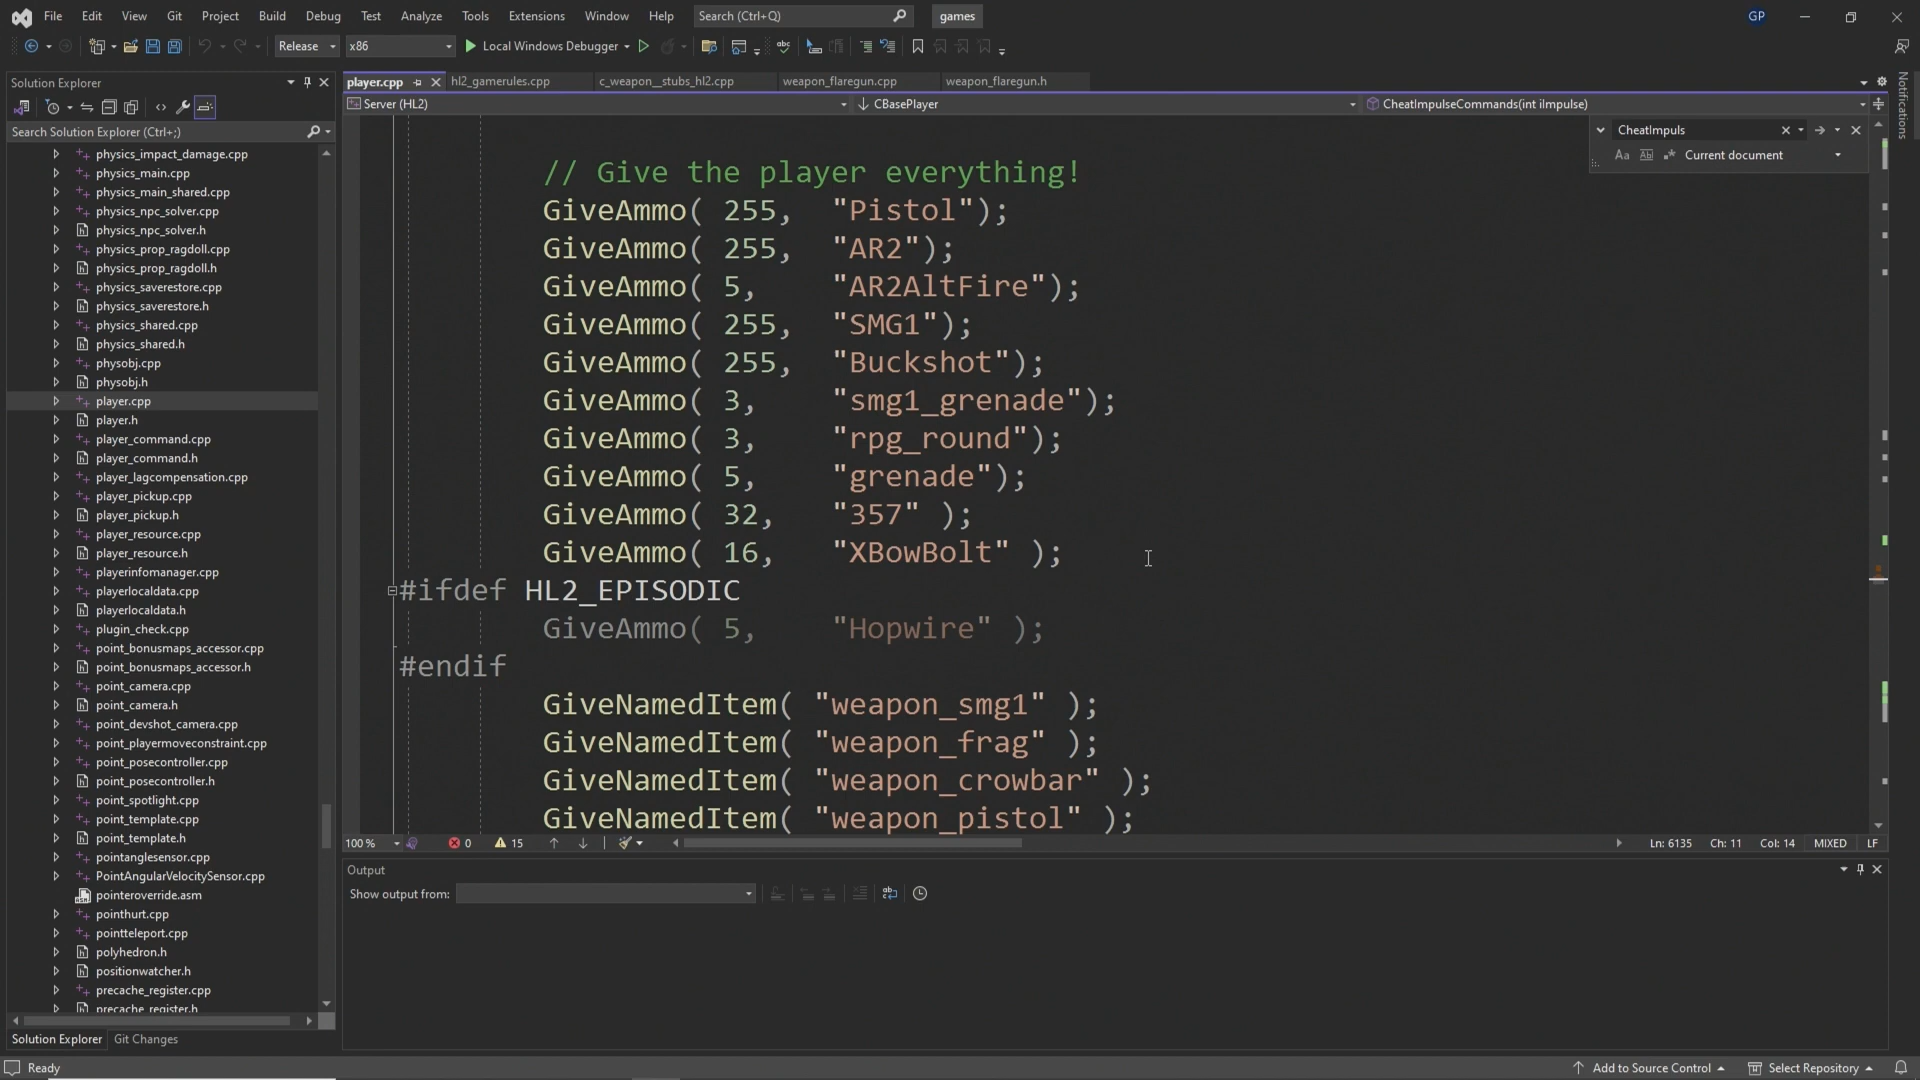 File Edit View Git Project Build Debug Test Analyze Tools Extensions Window Help Search (Ctrl+Q) games GP
Release x86 Local Windows Debugger
Solution Explorer
Search Solution Explorer (Ctrl+;)
physics_impact_damage.cpp
physics_main.cpp
physics_main_shared.cpp
physics_npc_solver.cpp
physics_npc_solver.h
physics_prop_ragdoll.cpp
physics_prop_ragdoll.h
physics_saverestore.cpp
physics_saverestore.h
physics_shared.cpp
physics_shared.h
physobj.cpp
physobj.h
player.cpp
player.h
player_command.cpp
player_command.h
player_lagcompensation.cpp
player_pickup.cpp
player_pickup.h
player_resource.cpp
player_resource.h
playerinfomanager.cpp
playerlocaldata.cpp
playerlocaldata.h
plugin_check.cpp
point_bonusmaps_accessor.cpp
point_bonusmaps_accessor.h
point_camera.cpp
point_camera.h
point_devshot_camera.cpp
point_playermoveconstraint.cpp
point_posecontroller.cpp
point_posecontroller.h
point_spotlight.cpp
point_template.cpp
point_template.h
pointanglesensor.cpp
PointAngularVelocitySensor.cpp
pointeroverride.asm
pointhurt.cpp
pointteleport.cpp
polyhedron.h
positionwatcher.h
precache_register.cpp
precache_register.h
Solution Explorer Git Changes
player.cpp hl2_gamerules.cpp c_weapon__stubs_hl2.cpp weapon_flaregun.cpp weapon_flaregun.h
Server (HL2) CBasePlayer CheatImpulseCommands(int iImpulse)
CheatImpuls
Aa Ab Current document
// Give the player everything!
GiveAmmo( 255, "Pistol");
GiveAmmo( 255, "AR2");
GiveAmmo( 5, "AR2AltFire");
GiveAmmo( 255, "SMG1");
GiveAmmo( 255, "Buckshot");
GiveAmmo( 3, "smg1_grenade");
GiveAmmo( 3, "rpg_round");
GiveAmmo( 5, "grenade");
GiveAmmo( 32, "357" );
GiveAmmo( 16, "XBowBolt" );
#ifdef HL2_EPISODIC
GiveAmmo( 5, "Hopwire" );
#endif
GiveNamedItem( "weapon_smg1" );
GiveNamedItem( "weapon_frag" );
GiveNamedItem( "weapon_crowbar" );
GiveNamedItem( "weapon_pistol" );
100 % 0 15 Ln: 6135 Ch: 11 Col: 14 MIXED LF
Output
Show output from:
Notifications
Ready Add to Source Control Select Repository